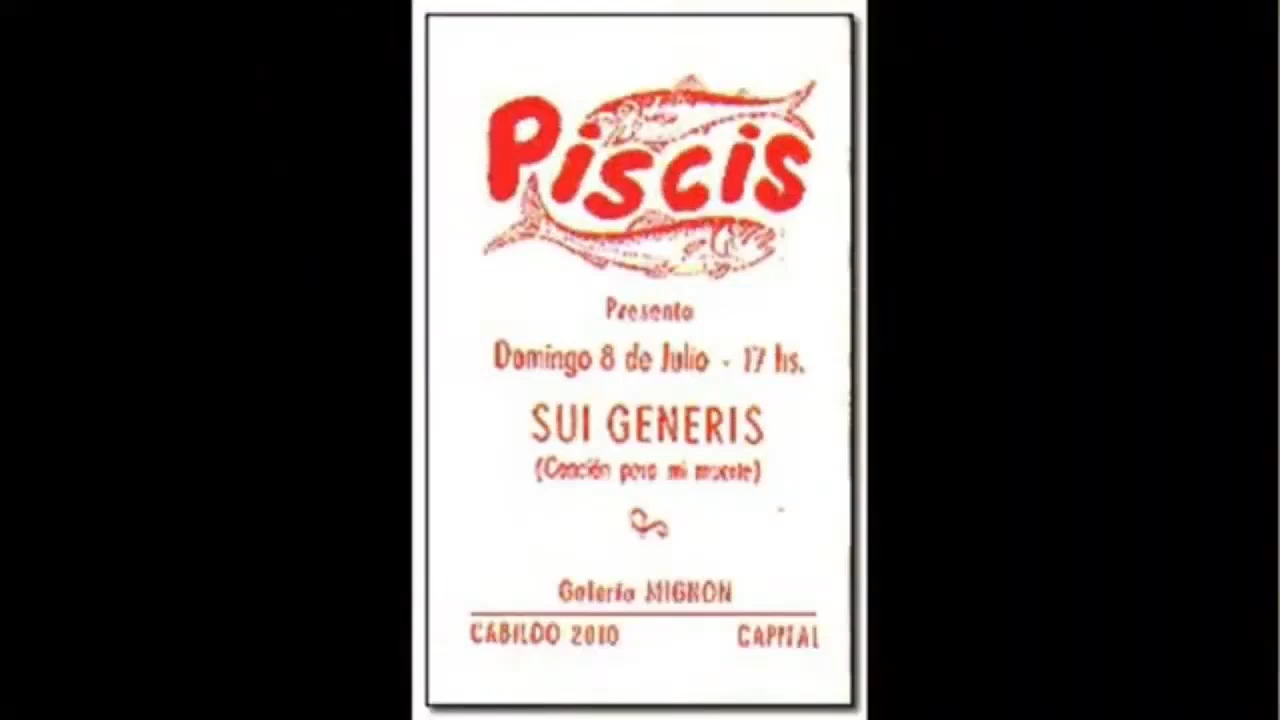 Piscis
Presenta
Domingo 8 de Julio - 17 hs.
SUI GENERIS
(Canción para mi muerte)
Galería MIGNON
CABILDO 2010 CAPITAL